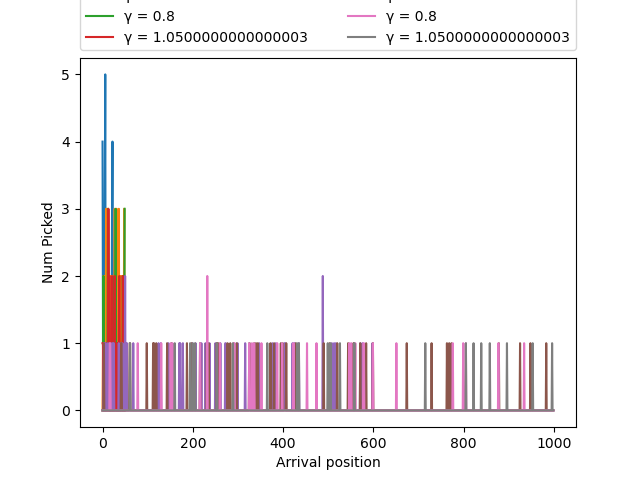 γ = 0.8 γ = 0.8
γ = 1.0500000000000003 γ = 1.0500000000000003
5
4
3
2
1
0
Num Picked
0 200 400 600 800 1000
Arrival position